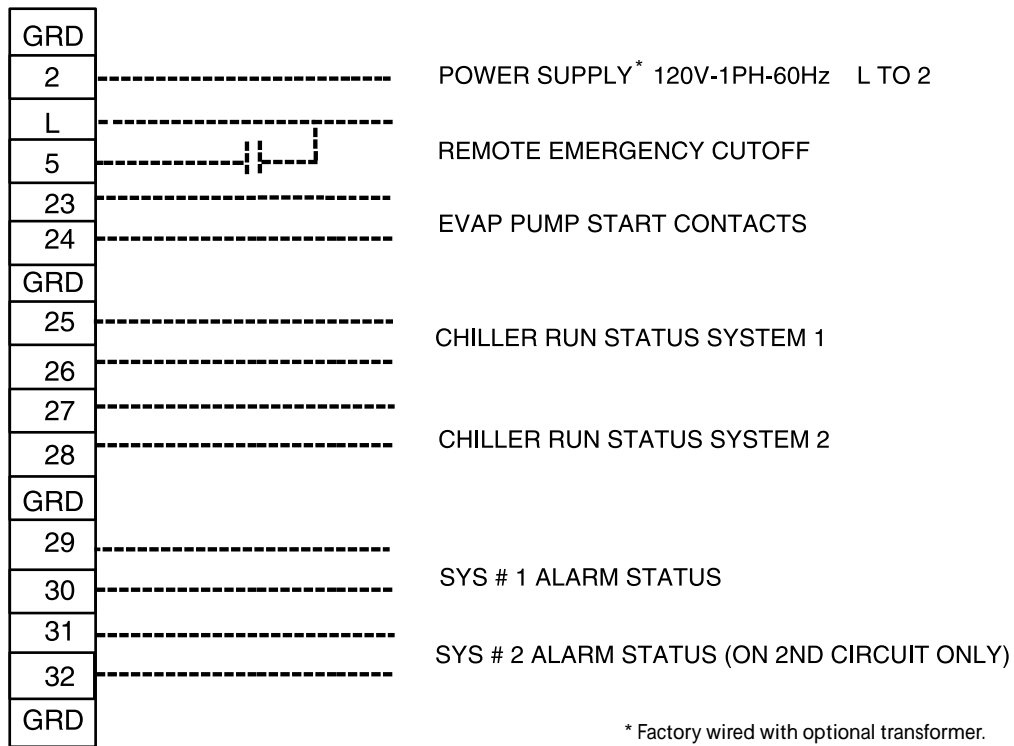 GRD
2 POWER SUPPLY* 120V-1PH-60Hz L TO 2
L
5 REMOTE EMERGENCY CUTOFF
23
24 EVAP PUMP START CONTACTS
GRD
25
26 CHILLER RUN STATUS SYSTEM 1
27
28 CHILLER RUN STATUS SYSTEM 2
GRD
29
30 SYS # 1 ALARM STATUS
31
32 SYS # 2 ALARM STATUS (ON 2ND CIRCUIT ONLY)
GRD
* Factory wired with optional transformer.